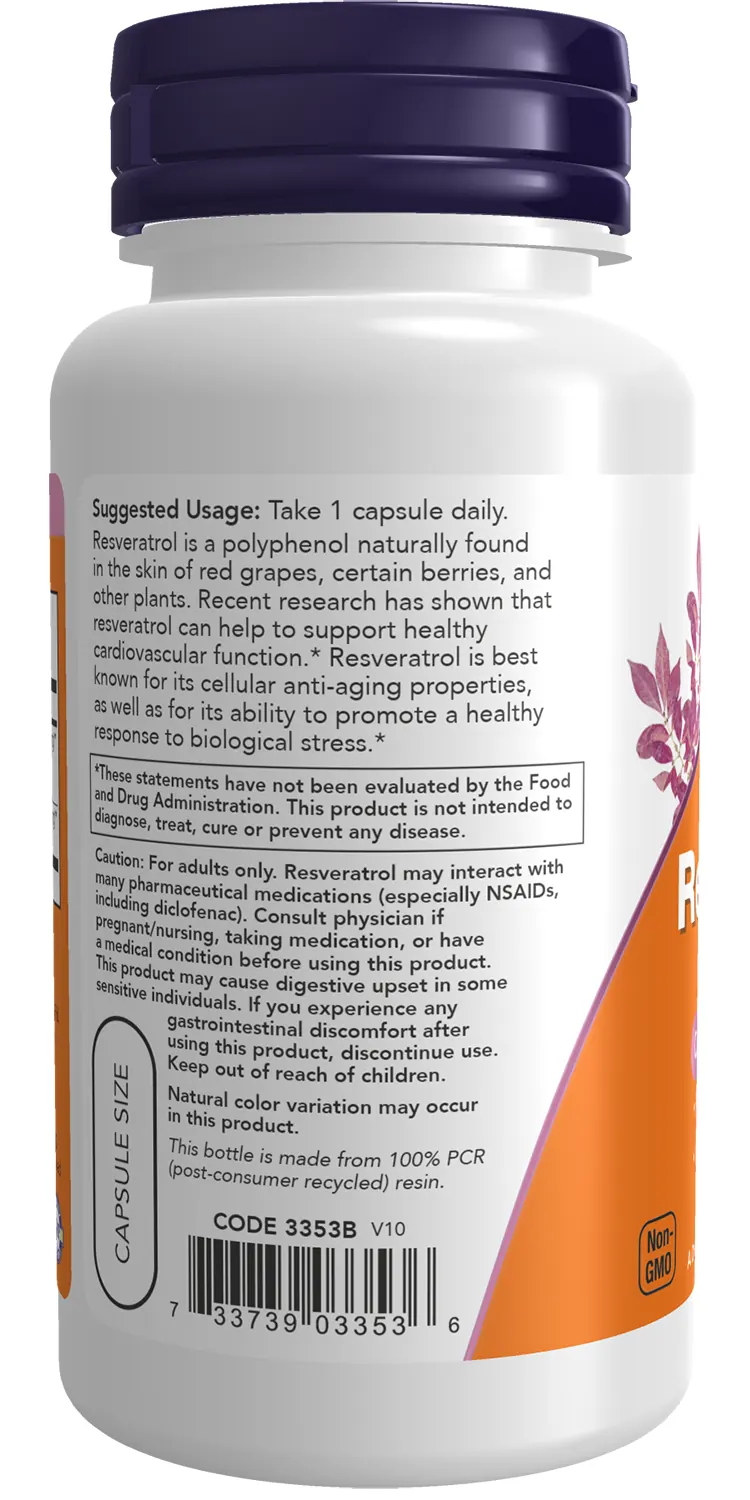 Suggested Usage: Take 1 capsule daily.
Resveratrol is a polyphenol naturally found
in the skin of red grapes, certain berries, and
other plants. Recent research has shown that
resveratrol can help to support healthy
cardiovascular function.* Resveratrol is best
known for its cellular anti-aging properties,
as well as for its ability to promote a healthy
response to biological stress.*
*These statements have not been evaluated by the Food
and Drug Administration. This product is not intended to
diagnose, treat, cure or prevent any disease.
Caution: For adults only. Resveratrol may interact with
many pharmaceutical medications (especially NSAIDs,
including diclofenac). Consult physician if
pregnant/nursing, taking medication, or have
a medical condition before using this product.
This product may cause digestive upset in some
sensitive individuals. If you experience any
gastrointestinal discomfort after
using this product, discontinue use.
Keep out of reach of children.
Natural color variation may occur
in this product.
This bottle is made from 100% PCR
(post-consumer recycled) resin.
CAPSULE SIZE
CODE 3353B V10
7 33739 03353 6
Non-
GMO